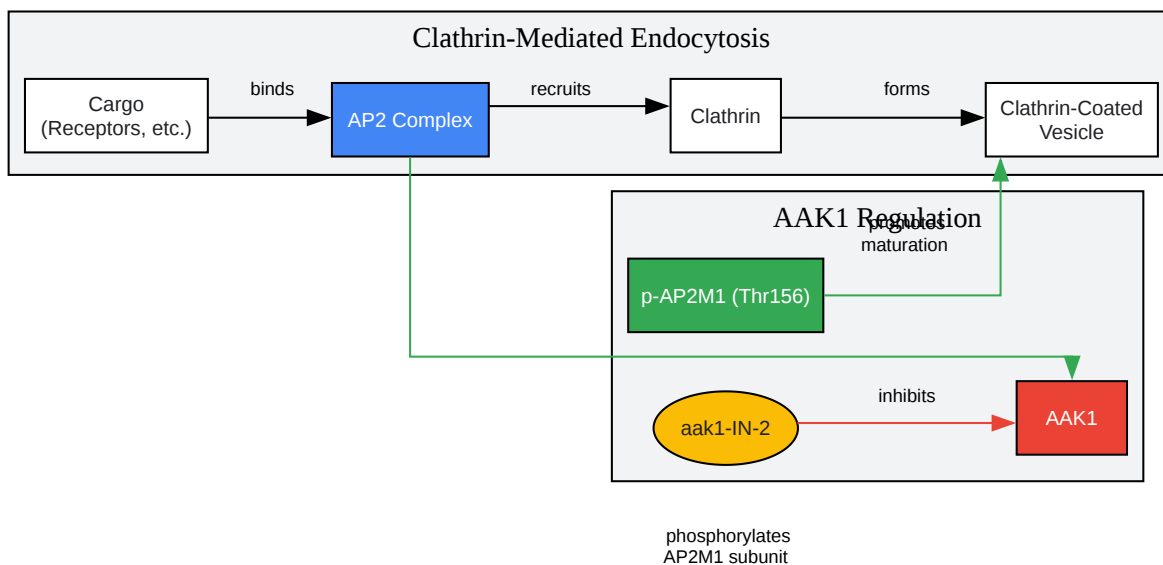 Clathrin-Mediated Endocytosis
Cargo
(Receptors, etc.)
binds
AP2 Complex
recruits
Clathrin
forms
Clathrin-Coated
Vesicle
AAK1 Regulation
promotes
maturation
p-AP2M1 (Thr156)
aak1-IN-2
inhibits
AAK1
phosphorylates
AP2M1 subunit